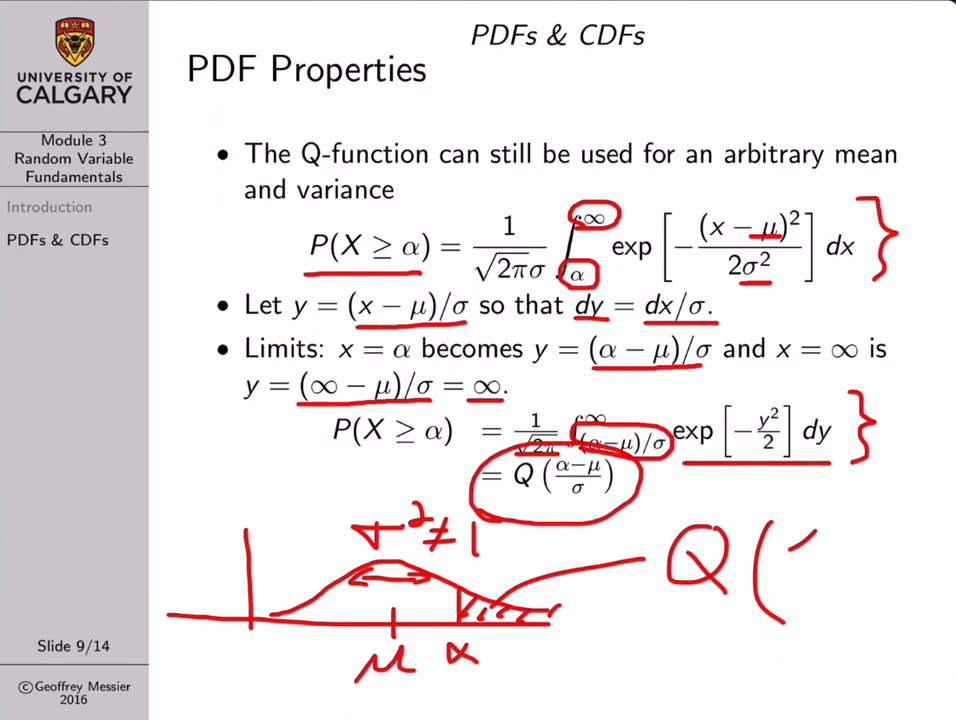 PDFs & CDFs
UNIVERSITY OF
CALGARY
Module 3
Random Variable
Fundamentals
Introduction
PDFs & CDFs
Slide 9/14
©Geoffrey Messier
2016
PDF Properties
• The Q-function can still be used for an arbitrary mean
and variance
P(X ≥ α) = 1/(√2πσ) ∫_α^∞ exp[−(x − μ)²/2σ²] dx
• Let y = (x − μ)/σ so that dy = dx/σ.
• Limits: x = α becomes y = (α − μ)/σ and x = ∞ is
y = (∞ − μ)/σ = ∞.
P(X ≥ α) = 1/√2π ∫_(α−μ)/σ^∞ exp[−y²/2] dy
= Q((α−μ)/σ)
σ² ≠ 1
Q(
μ α